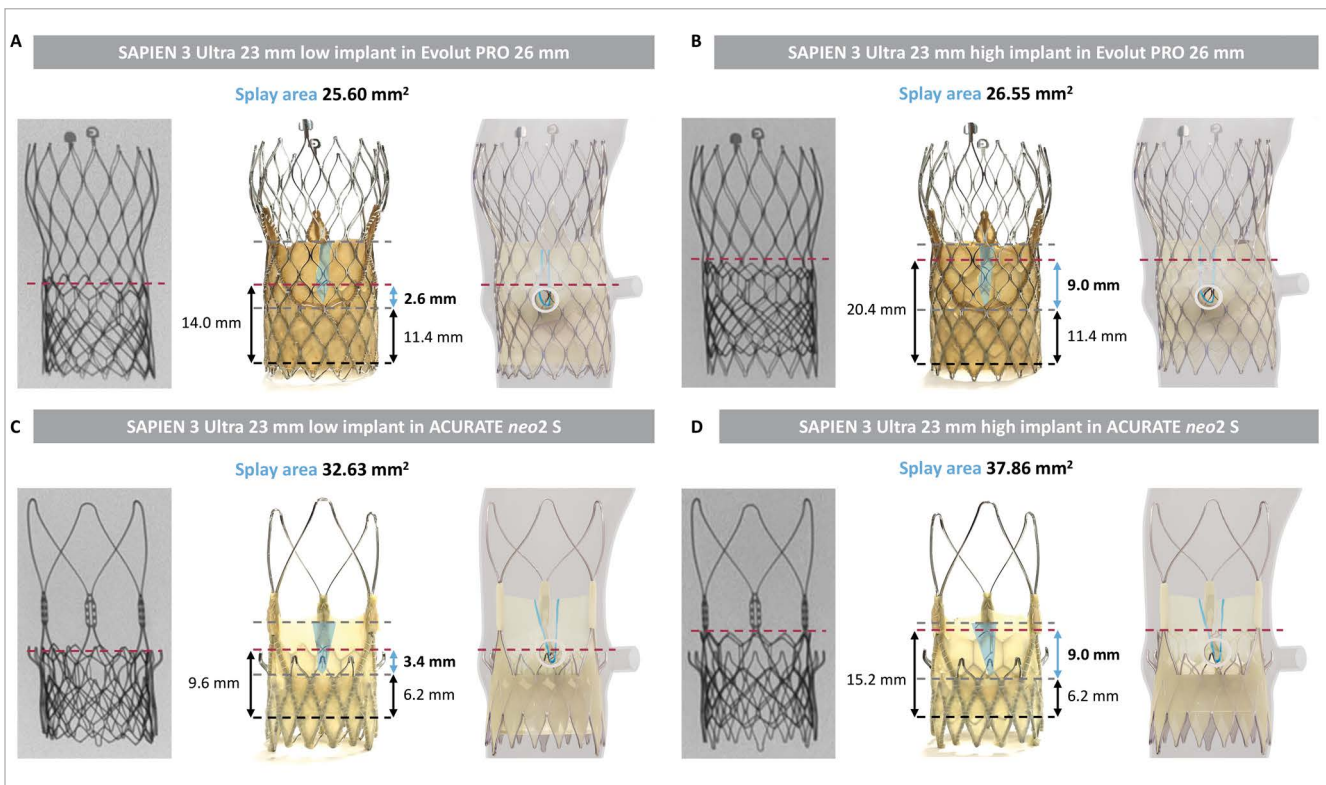 A
SAPIEN 3 Ultra 23 mm low implant in Evolut PRO 26 mm
Splay area 25.60 mm²
14.0 mm
2.6 mm
11.4 mm
B
SAPIEN 3 Ultra 23 mm high implant in Evolut PRO 26 mm
Splay area 26.55 mm²
20.4 mm
9.0 mm
11.4 mm
C
SAPIEN 3 Ultra 23 mm low implant in ACURATE neo2 S
Splay area 32.63 mm²
9.6 mm
3.4 mm
6.2 mm
D
SAPIEN 3 Ultra 23 mm high implant in ACURATE neo2 S
Splay area 37.86 mm²
15.2 mm
9.0 mm
6.2 mm